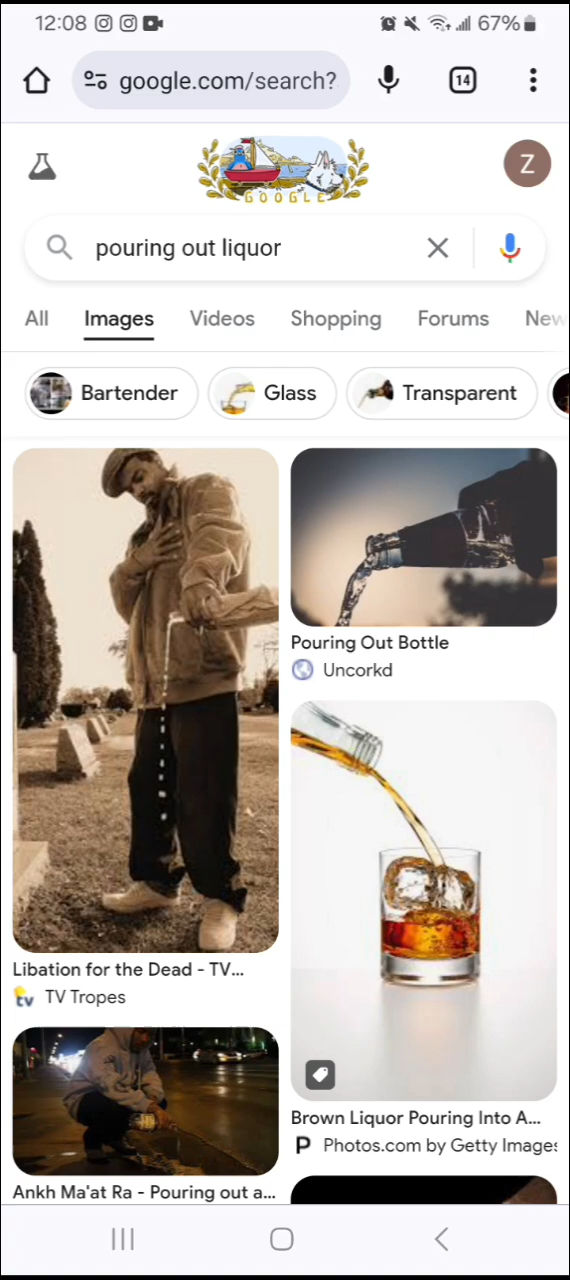 12:08
67%
google.com/search?
14
GOOGLE
Z
pouring out liquor
All Images Videos Shopping Forums New
Bartender Glass Transparent
Pouring Out Bottle
Uncorkd
Libation for the Dead - TV...
tv TV Tropes
Brown Liquor Pouring Into A...
P Photos.com by Getty Images
Ankh Ma'at Ra - Pouring out a...